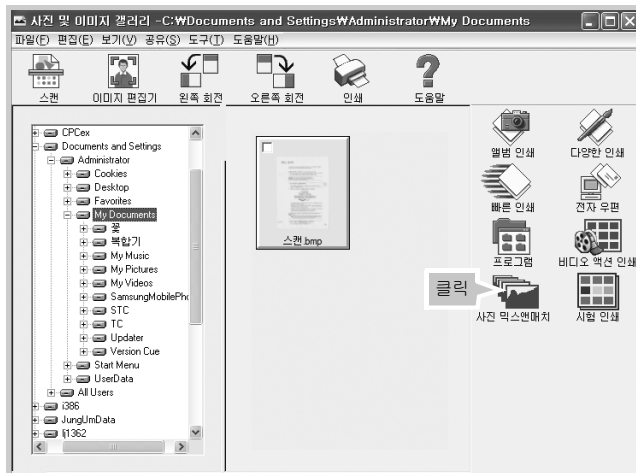 사진 및 이미지 갤러리 -C:₩Documents and Settings₩Administrator₩My Documents
파일(F) 편집(E) 보기(V) 공유(S) 도구(T) 도움말(H)
스캔 이미지 편집기 왼쪽 회전 오른쪽 회전 인쇄 도움말
CPCex
Documents and Settings
Administrator
Cookies
Desktop
Favorites
My Documents
꽃
복합기
My Music
My Pictures
My Videos
SamsungMobilePho
STC
TC
Updater
Version Cue
Start Menu
UserData
All Users
i386
JungUmData
lj1362
스캔.bmp
앨범 인쇄 다양한 인쇄
빠른 인쇄 전자 우편
프로그램 비디오 액션 인쇄
클릭
사진 믹스앤매치 시험 인쇄